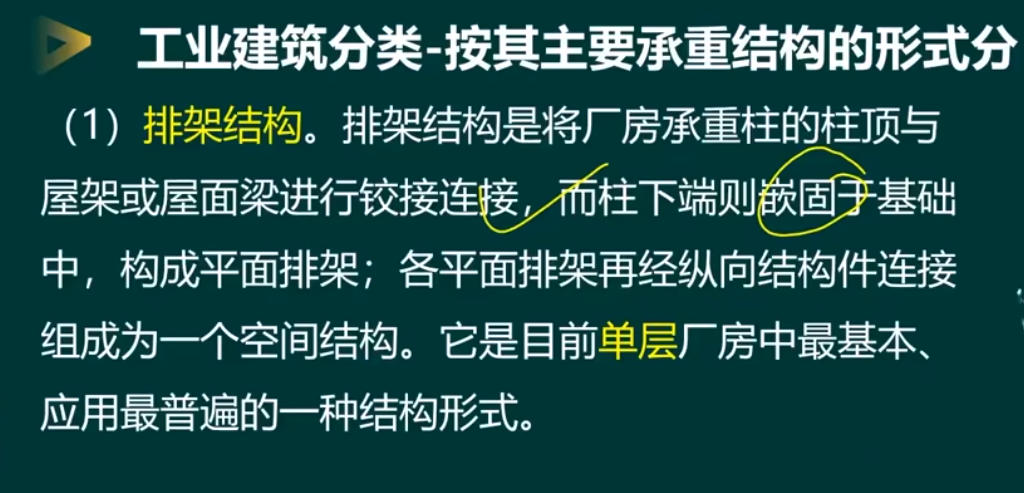 工业建筑分类-按其主要承重结构的形式分
（1）排架结构。排架结构是将厂房承重柱的柱顶与
屋架或屋面梁进行铰接连接，而柱下端则嵌固于基础
中，构成平面排架；各平面排架再经纵向结构件连接
组成为一个空间结构。它是目前单层厂房中最基本、
应用最普遍的一种结构形式。